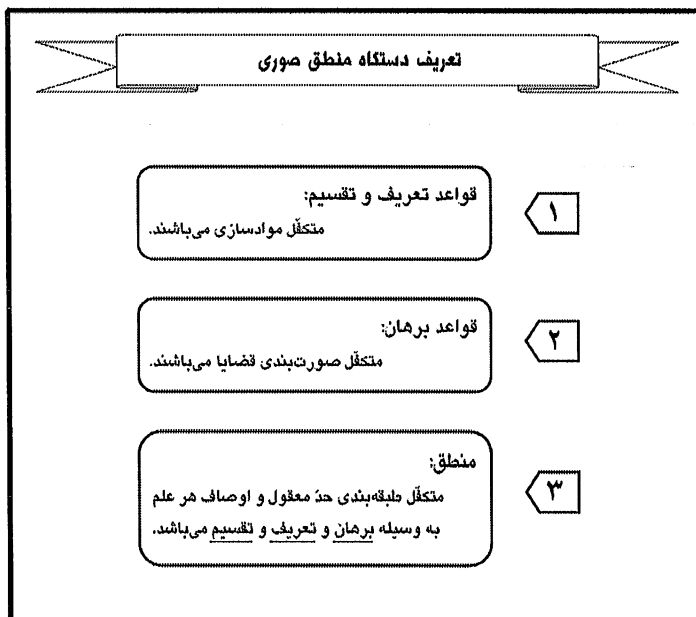 تعریف دستگاه منطق صوری
۱
قواعد تعریف و تقسیم:
متکفّل موادسازی می‌باشند.
۲
قواعد برهان:
متکفّل صورت‌بندی قضایا می‌باشند.
۳
منطق:
متکفّل طبقه‌بندی حدّ معقول و اوصاف هر علم
به وسیله برهان و تعریف و تقسیم می‌باشد.